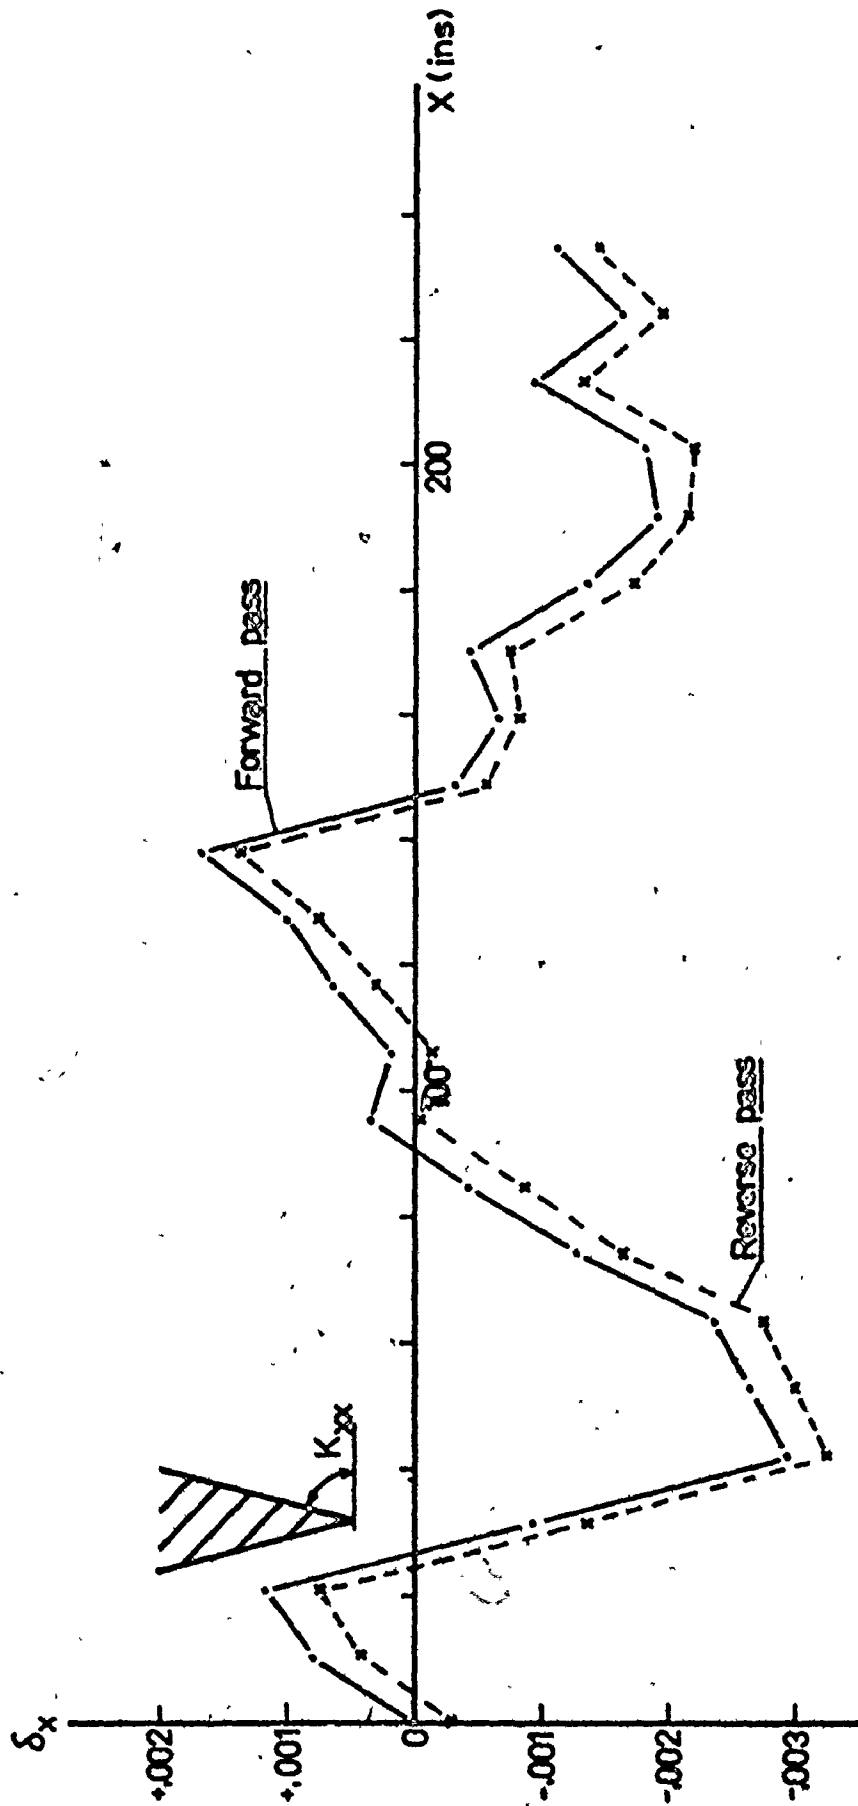 δx
+.002
+.001
0
-.001
-.002
-.003
Kxx
Forward pass
Reverse pass
100
200
X (ins)